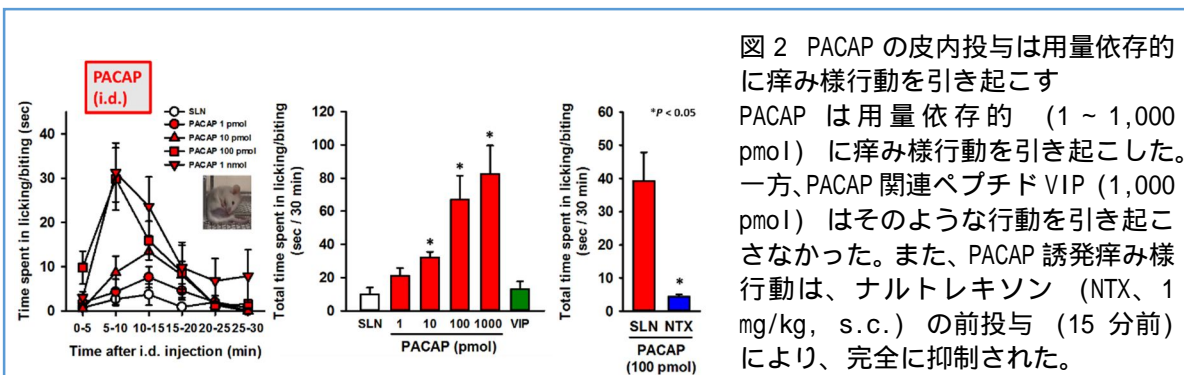 PACAP
(i.d.)
SLN
PACAP 1 pmol
PACAP 10 pmol
PACAP 100 pmol
PACAP 1 nmol
Time spent in licking/biting (sec)
40
30
20
10
0
0-5 5-10 10-15 15-20 20-25 25-30
Time after i.d. injection (min)
Total time spent in licking/biting
(sec / 30 min)
120
100
80
60
40
20
0
* * *
SLN 1 10 100 1000 VIP
PACAP (pmol)
Total time spent in licking/biting
(sec / 30 min)
60
50
40
30
20
10
0
*P < 0.05
*
SLN NTX
PACAP
(100 pmol)
図 2 PACAP の皮内投与は用量依存的
に痒み様行動を引き起こす
PACAP は用量依存的 (1 ~ 1,000
pmol) に痒み様行動を引き起こした。
一方、PACAP 関連ペプチド VIP (1,000
pmol) はそのような行動を引き起こ
さなかった。また、PACAP 誘発痒み様
行動は、ナルトレキソン (NTX、1
mg/kg, s.c.) の前投与 (15 分前)
により、完全に抑制された。